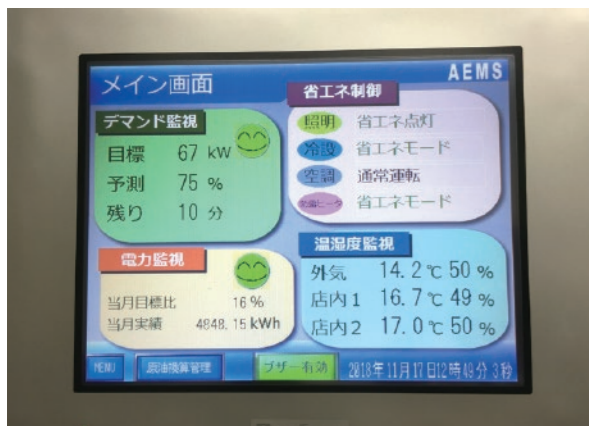 メイン画面
AEMS
デマンド監視
目標 67 kW
予測 75 %
残り 10 分
省エネ制御
照明 省エネ点灯
冷設 省エネモード
空調 通常運転
省エネモード
電力監視
当月目標比 16 %
当月実績 4848.15 kWh
温湿度監視
外気 14.2 ℃ 50 %
店内1 16.7 ℃ 49 %
店内2 17.0 ℃ 50 %
MENU
原油換算管理
ブザー有効
2018年11月17日12時49分 3秒